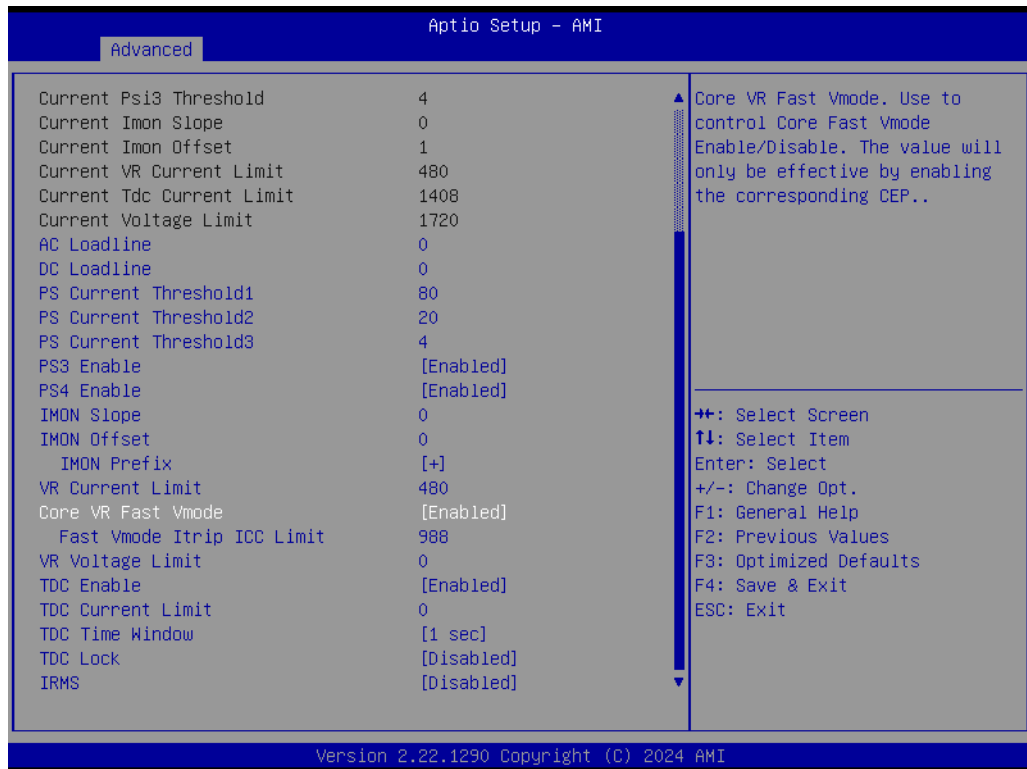 Aptio Setup - AMI
Advanced
Current Psi3 Threshold 4
Current Imon Slope 0
Current Imon Offset 1
Current VR Current Limit 480
Current Tdc Current Limit 1408
Current Voltage Limit 1720
AC Loadline 0
DC Loadline 0
PS Current Threshold1 80
PS Current Threshold2 20
PS Current Threshold3 4
PS3 Enable [Enabled]
PS4 Enable [Enabled]
IMON Slope 0
IMON Offset 0
IMON Prefix [+]
VR Current Limit 480
Core VR Fast Vmode [Enabled]
Fast Vmode Itrip ICC Limit 988
VR Voltage Limit 0
TDC Enable [Enabled]
TDC Current Limit 0
TDC Time Window [1 sec]
TDC Lock [Disabled]
IRMS [Disabled]
Core VR Fast Vmode. Use to
control Core Fast Vmode
Enable/Disable. The value will
only be effective by enabling
the corresponding CEP..
→←: Select Screen
↑↓: Select Item
Enter: Select
+/-: Change Opt.
F1: General Help
F2: Previous Values
F3: Optimized Defaults
F4: Save & Exit
ESC: Exit
Version 2.22.1290 Copyright (C) 2024 AMI